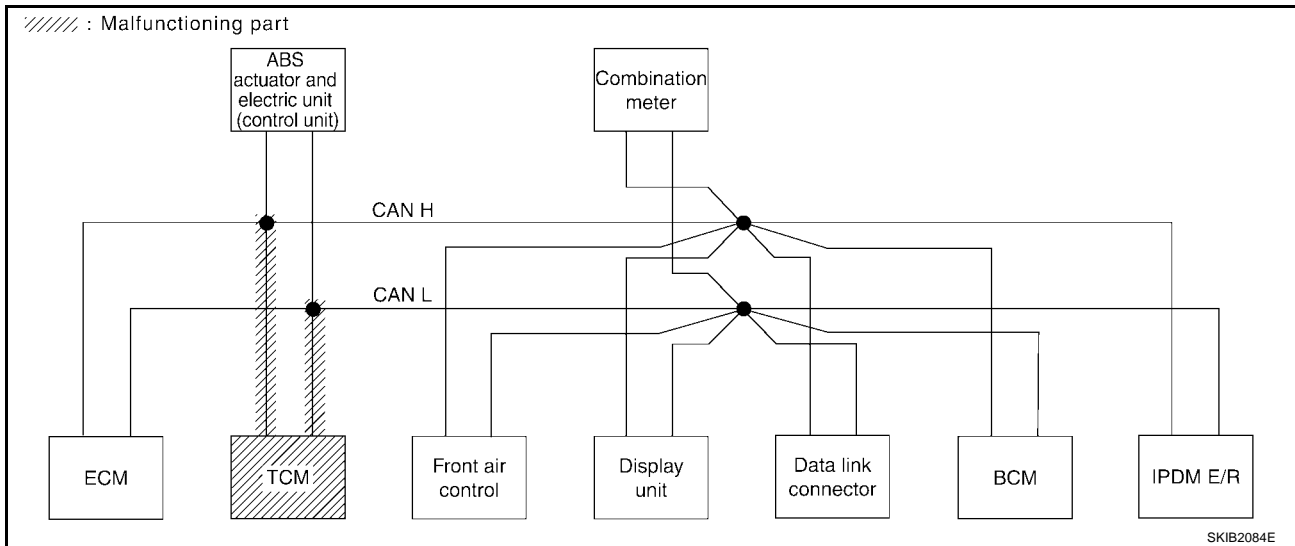 : Malfunctioning part
ABS
actuator and
electric unit
(control unit)
Combination
meter
CAN H
CAN L
ECM
TCM
Front air
control
Display
unit
Data link
connector
BCM
IPDM E/R
SKIB2084E